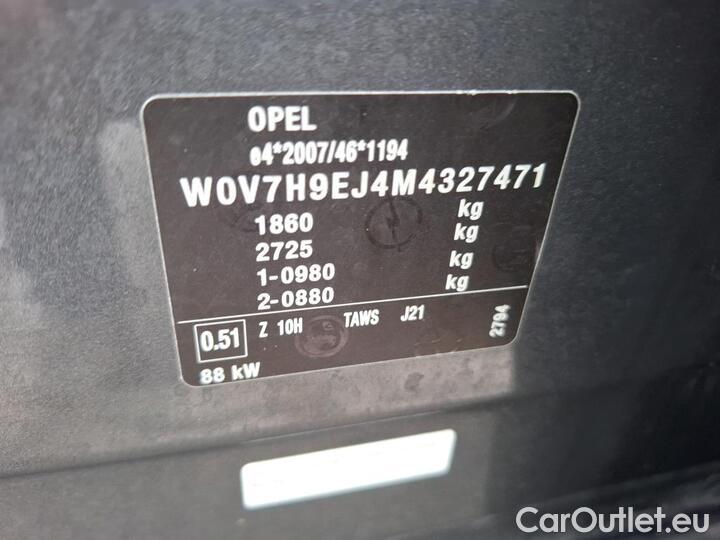 OPEL
e4*2007/46*1194
W0V7H9EJ4M4327471
1860 kg
2725 kg
1-0980 kg
2-0880 kg
0.51 Z 10H TAWS J21 2794
88 kW
CarOutlet.eu